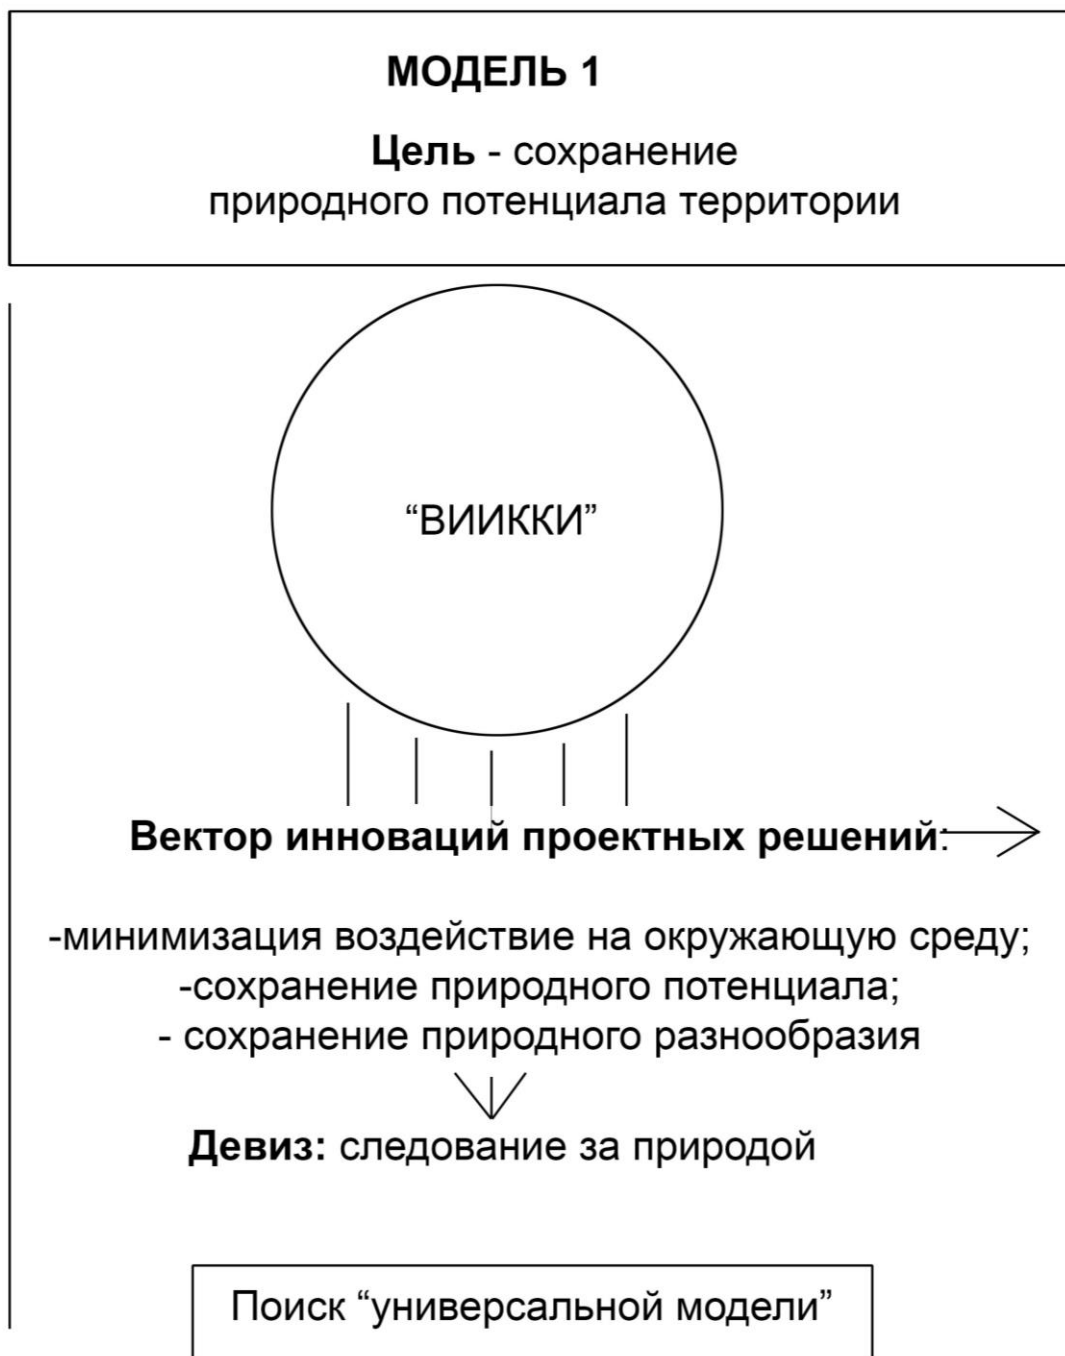 МОДЕЛЬ 1
Цель - сохранение
природного потенциала территории
“ВИИККИ”
Вектор инноваций проектных решений:
-минимизация воздействие на окружающую среду;
-сохранение природного потенциала;
- сохранение природного разнообразия
Девиз: следование за природой
Поиск “универсальной модели”